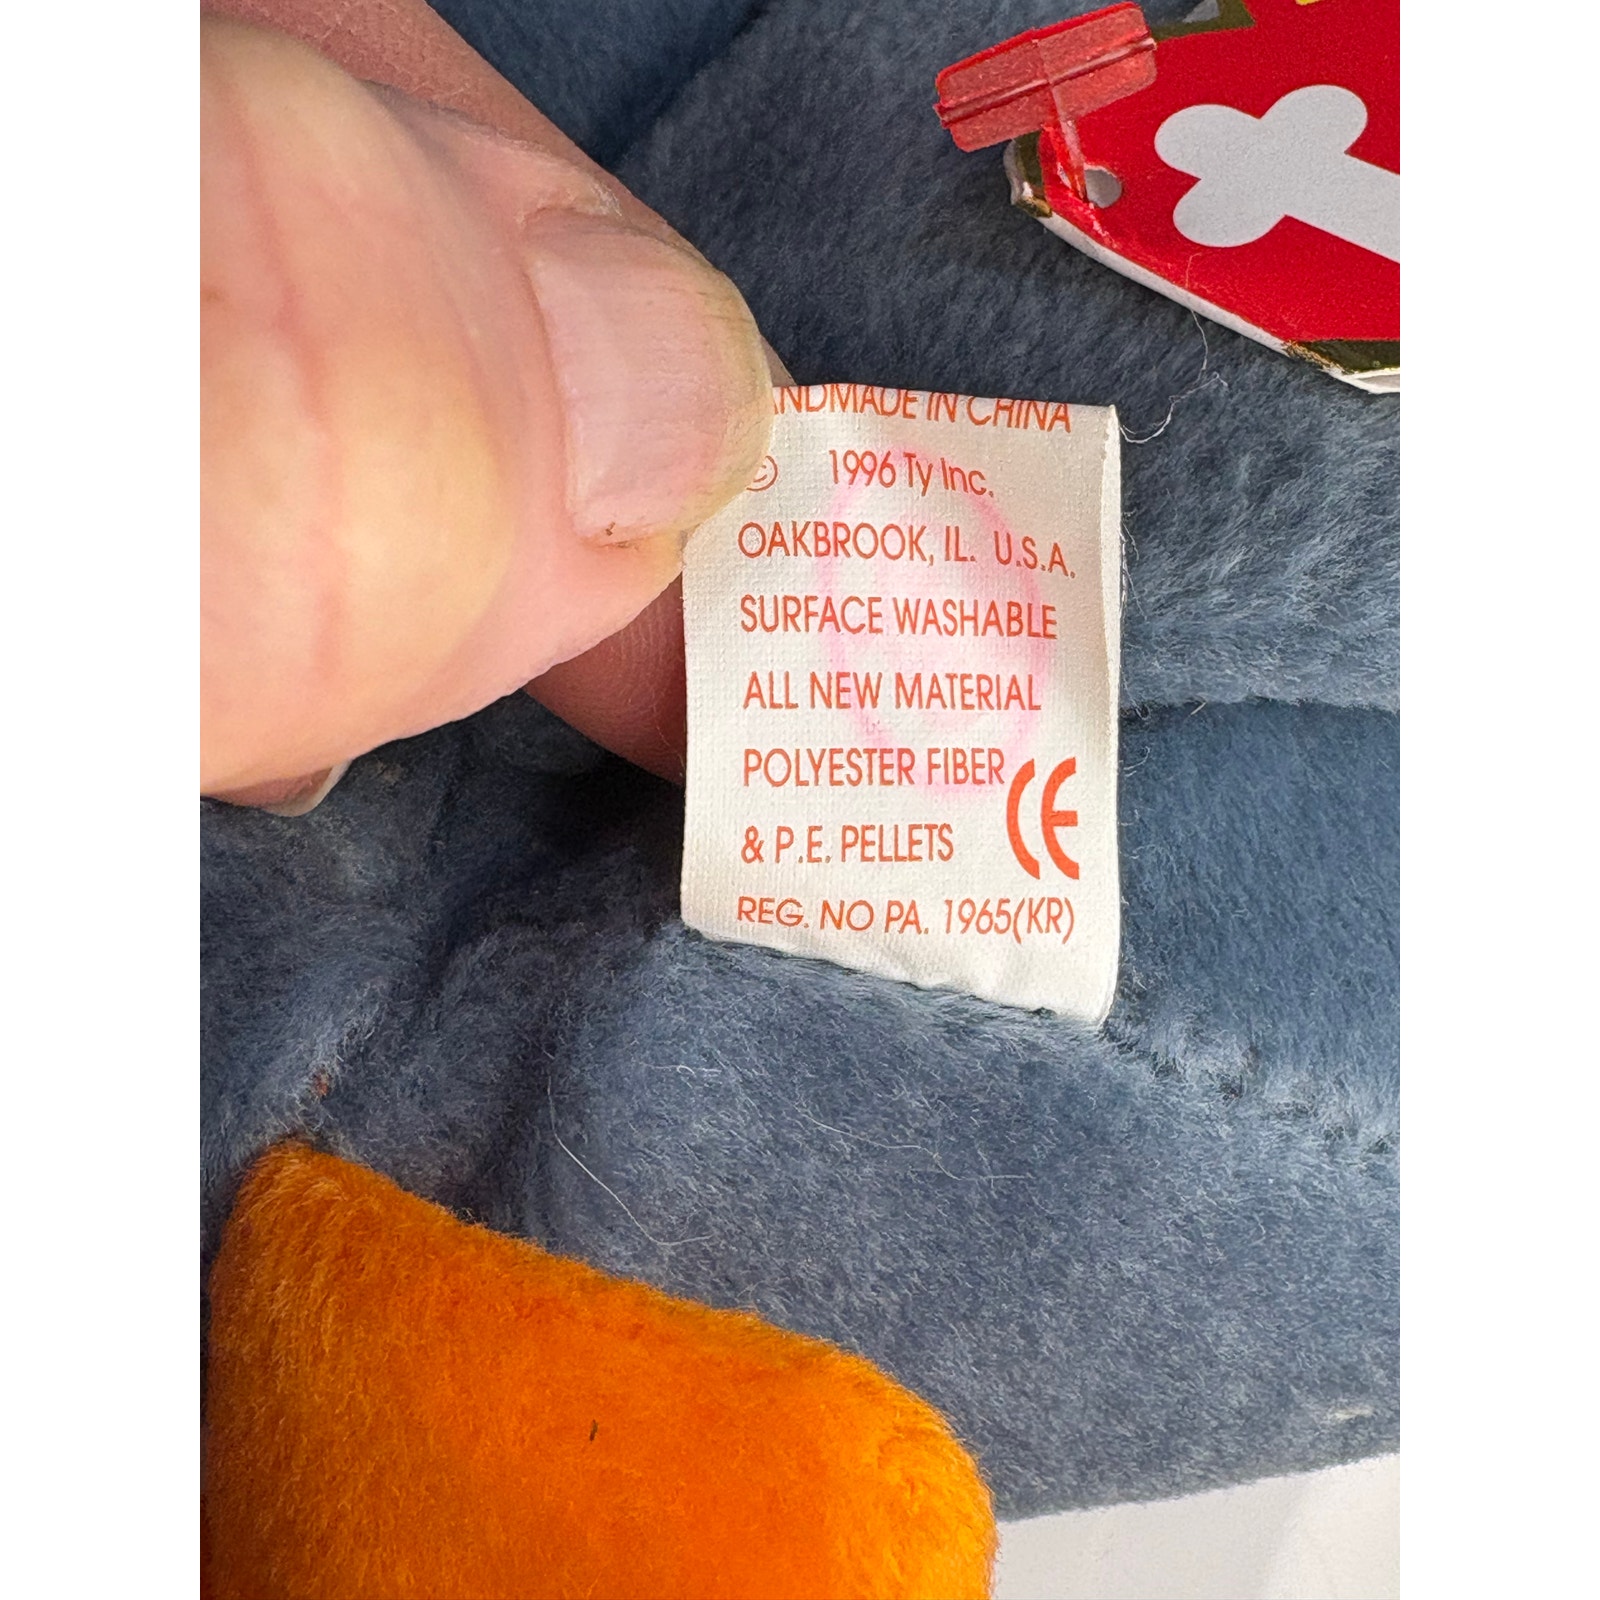 HANDMADE IN CHINA
© 1996 Ty Inc.
OAKBROOK, IL. U.S.A.
SURFACE WASHABLE
ALL NEW MATERIAL
POLYESTER FIBER
& P.E. PELLETS CE
REG. NO PA. 1965(KR)